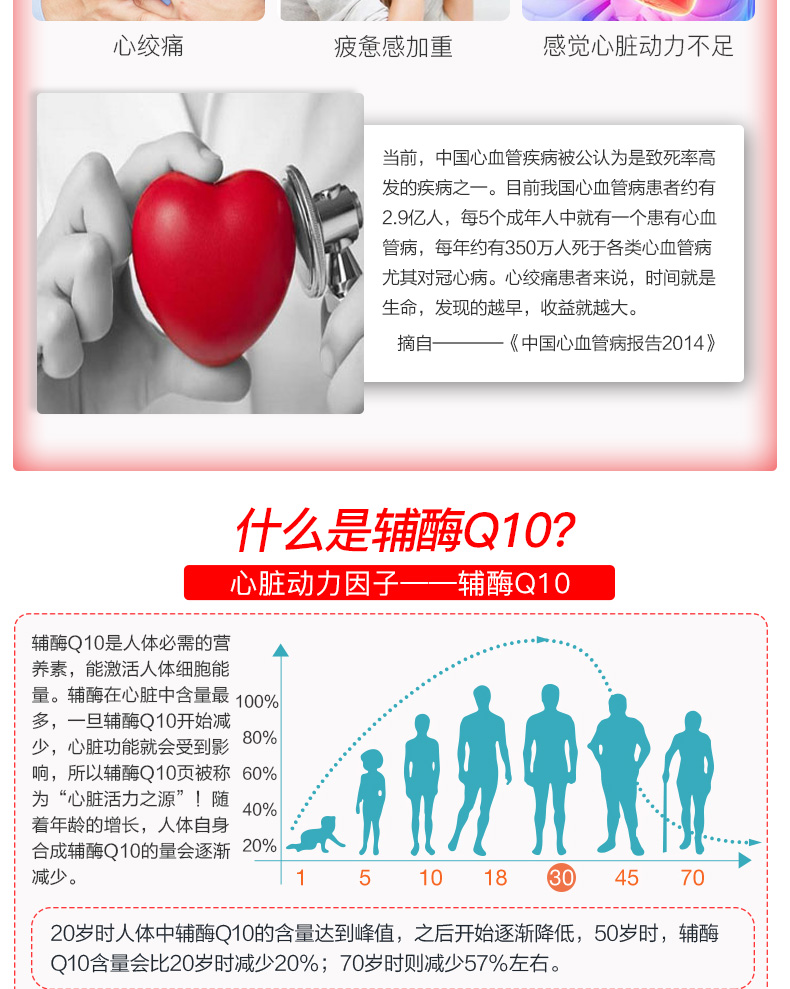 心绞痛
疲惫感加重
感觉心脏动力不足
当前，中国心血管疾病被公认为是致死率高
发的疾病之一。目前我国心血管病患者约有
2.9亿人，每5个成年人中就有一个患有心血
管病，每年约有350万人死于各类心血管病
尤其对冠心病。心绞痛患者来说，时间就是
生命，发现的越早，收益就越大。
摘自————《中国心血管病报告2014》
什么是辅酶Q10?
心脏动力因子——辅酶Q10
辅酶Q10是人体必需的营
养素，能激活人体细胞能
量。辅酶在心脏中含量最
多，一旦辅酶Q10开始减
少，心脏功能就会受到影
响，所以辅酶Q10页被称
为“心脏活力之源”！随
着年龄的增长，人体自身
合成辅酶Q10的量会逐渐
减少。
100%
80%
60%
40%
20%
1 5 10 18 30 45 70
20岁时人体中辅酶Q10的含量达到峰值，之后开始逐渐降低，50岁时，辅酶
Q10含量会比20岁时减少20%；70岁时则减少57%左右。